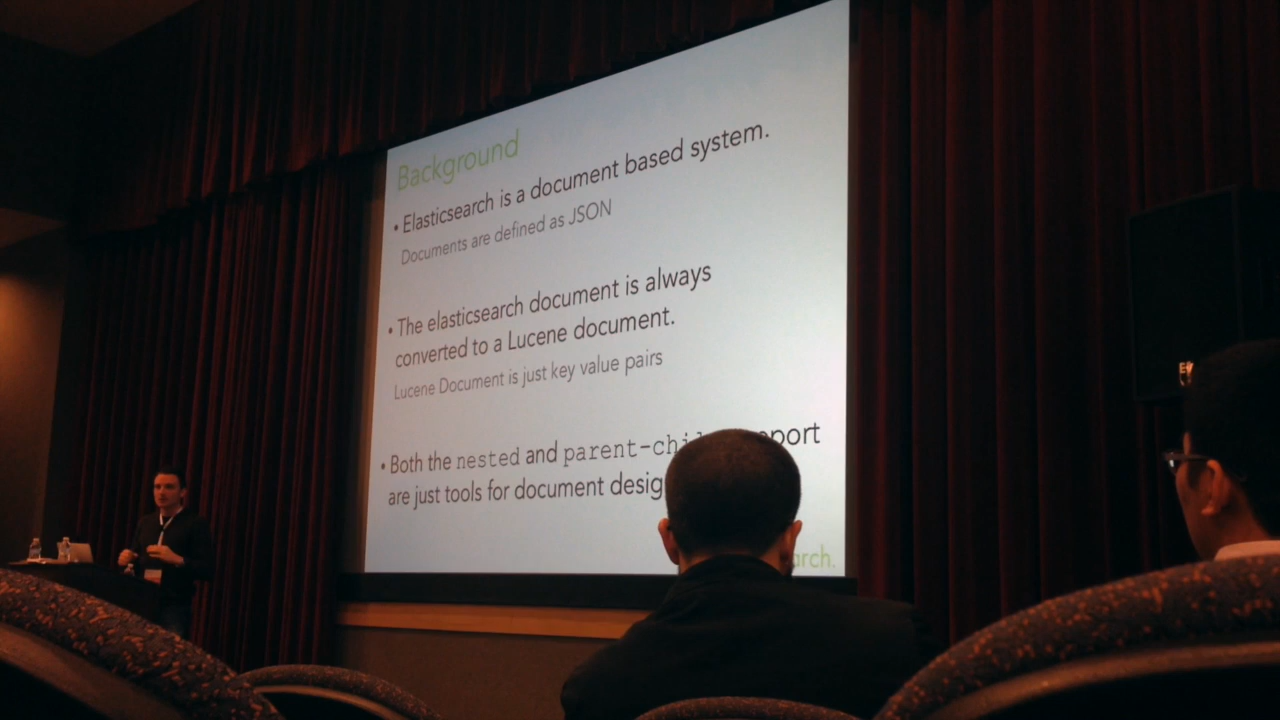 Background
• Elasticsearch is a document based system.
Documents are defined as JSON
• The elasticsearch document is always
converted to a Lucene document.
Lucene Document is just key value pairs
• Both the nested and parent-chi port
are just tools for document desig
arch.